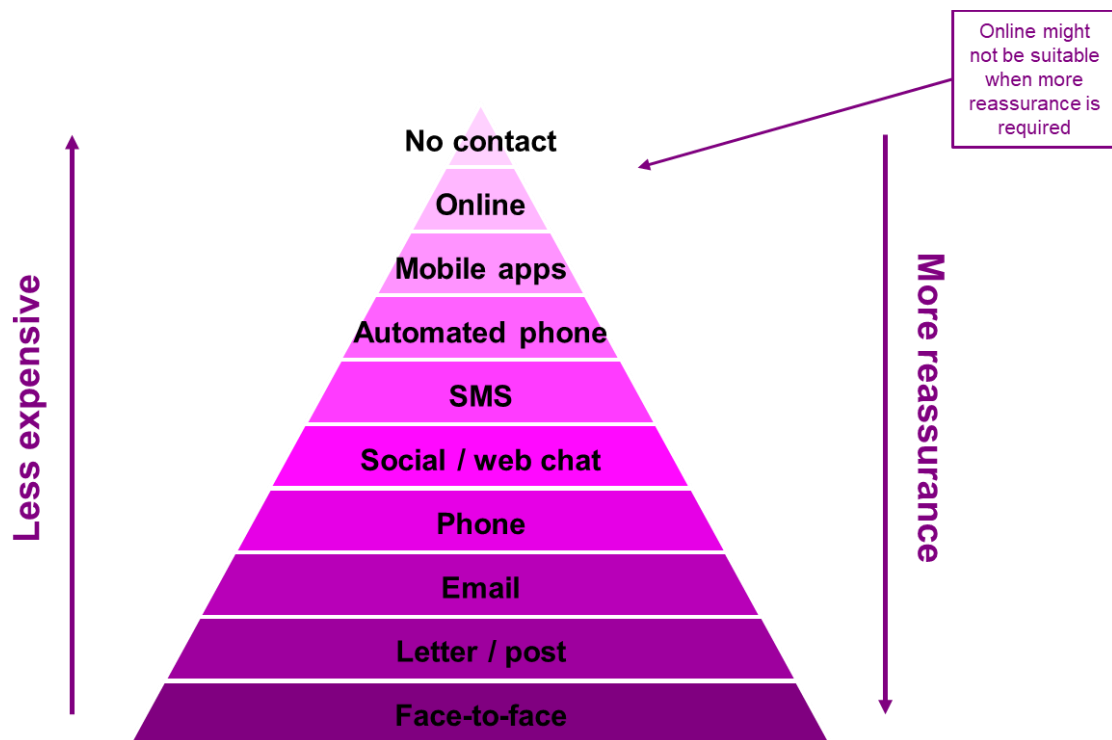 Online might
not be suitable
when more
reassurance is
required
No contact
Online
Mobile apps
Automated phone
SMS
Social / web chat
Phone
Email
Letter / post
Face-to-face
Less expensive
More reassurance